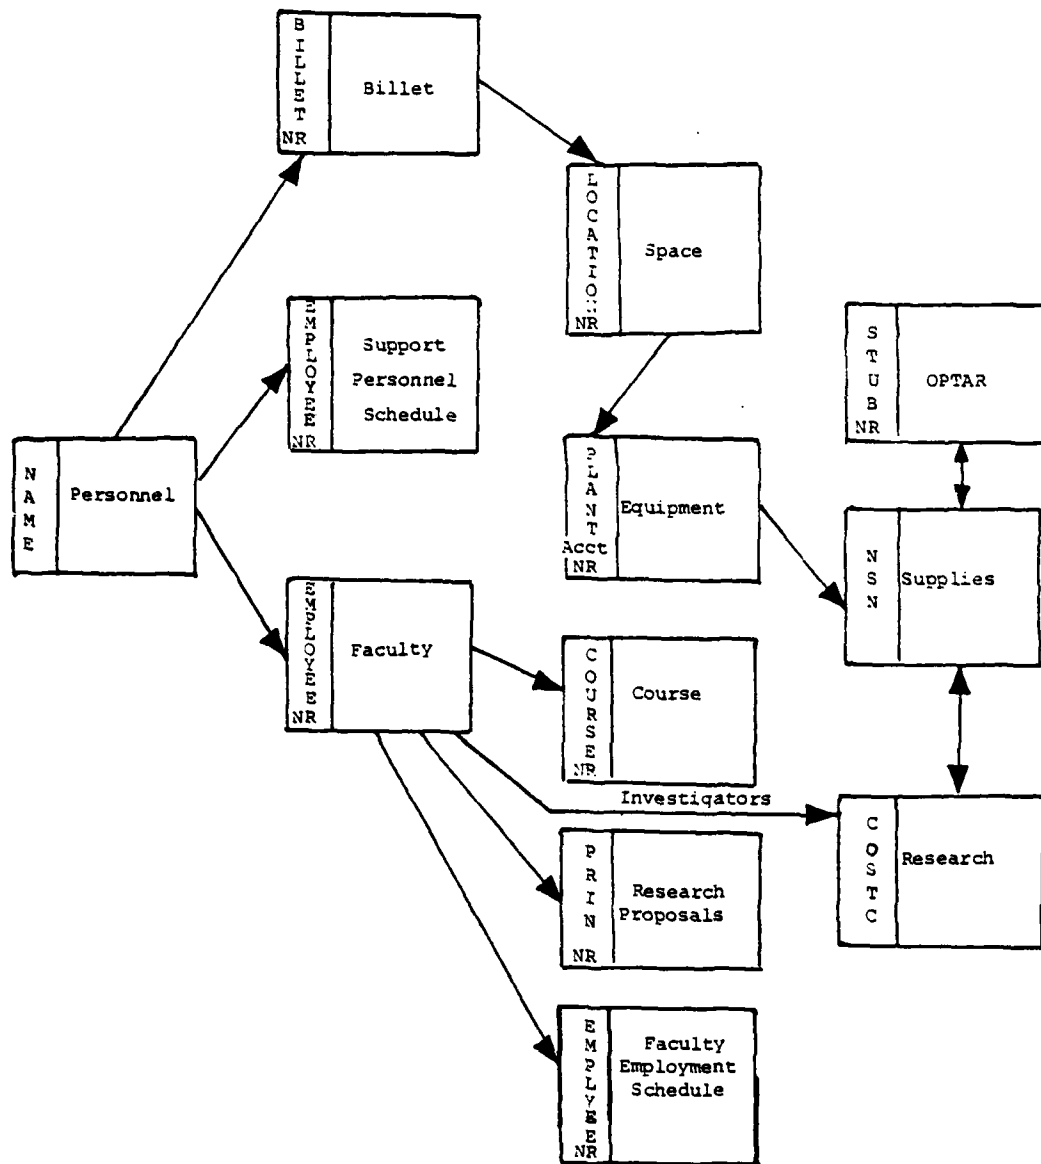 BILLET NR
Billet
LOCATION NR
Space
EMPLOYEE NR
Support
Personnel
Schedule
STUB NR
OPTAR
NAME
Personnel
PLANT
Acct
NR
Equipment
NSN
Supplies
EMPLOYEE NR
Faculty
COURSE NR
Course
Investigators
COSTC
Research
PRIN NR
Research
Proposals
EMPLYEE NR
Faculty
Employment
Schedule